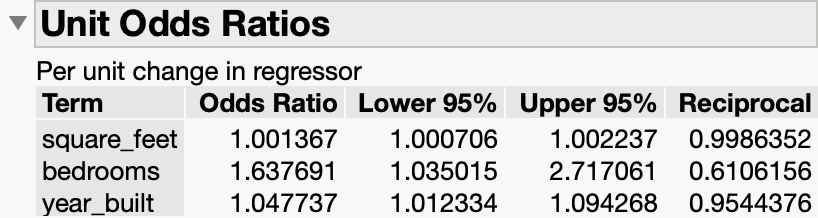 Unit Odds Ratios
Per unit change in regressor
Term Odds Ratio Lower 95% Upper 95% Reciprocal
square_feet 1.001367 1.000706 1.002237 0.9986352
bedrooms 1.637691 1.035015 2.717061 0.6106156
year_built 1.047737 1.012334 1.094268 0.9544376